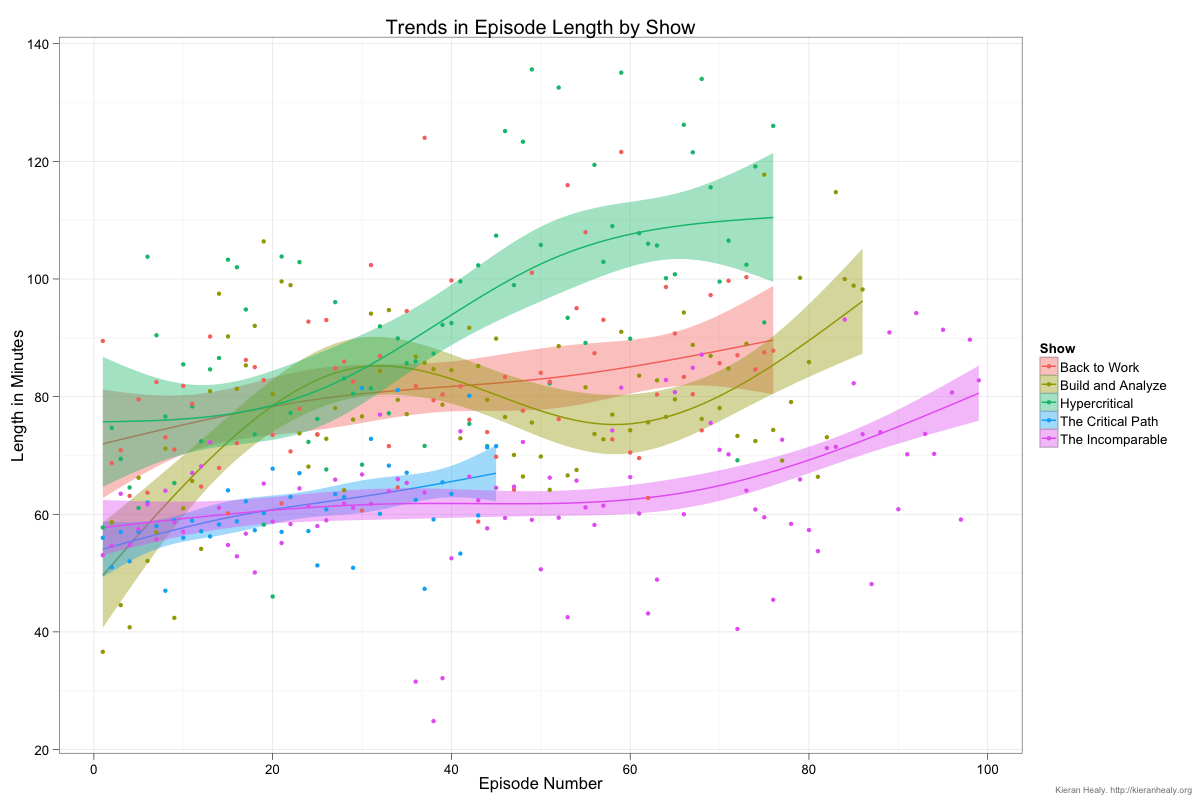 Trends in Episode Length by Show
140
120
100
80
60
40
20
Length in Minutes
0
20
40
60
80
100
Episode Number
Show
Back to Work
Build and Analyze
Hypercritical
The Critical Path
The Incomparable
Kieran Healy. http://kieranhealy.org